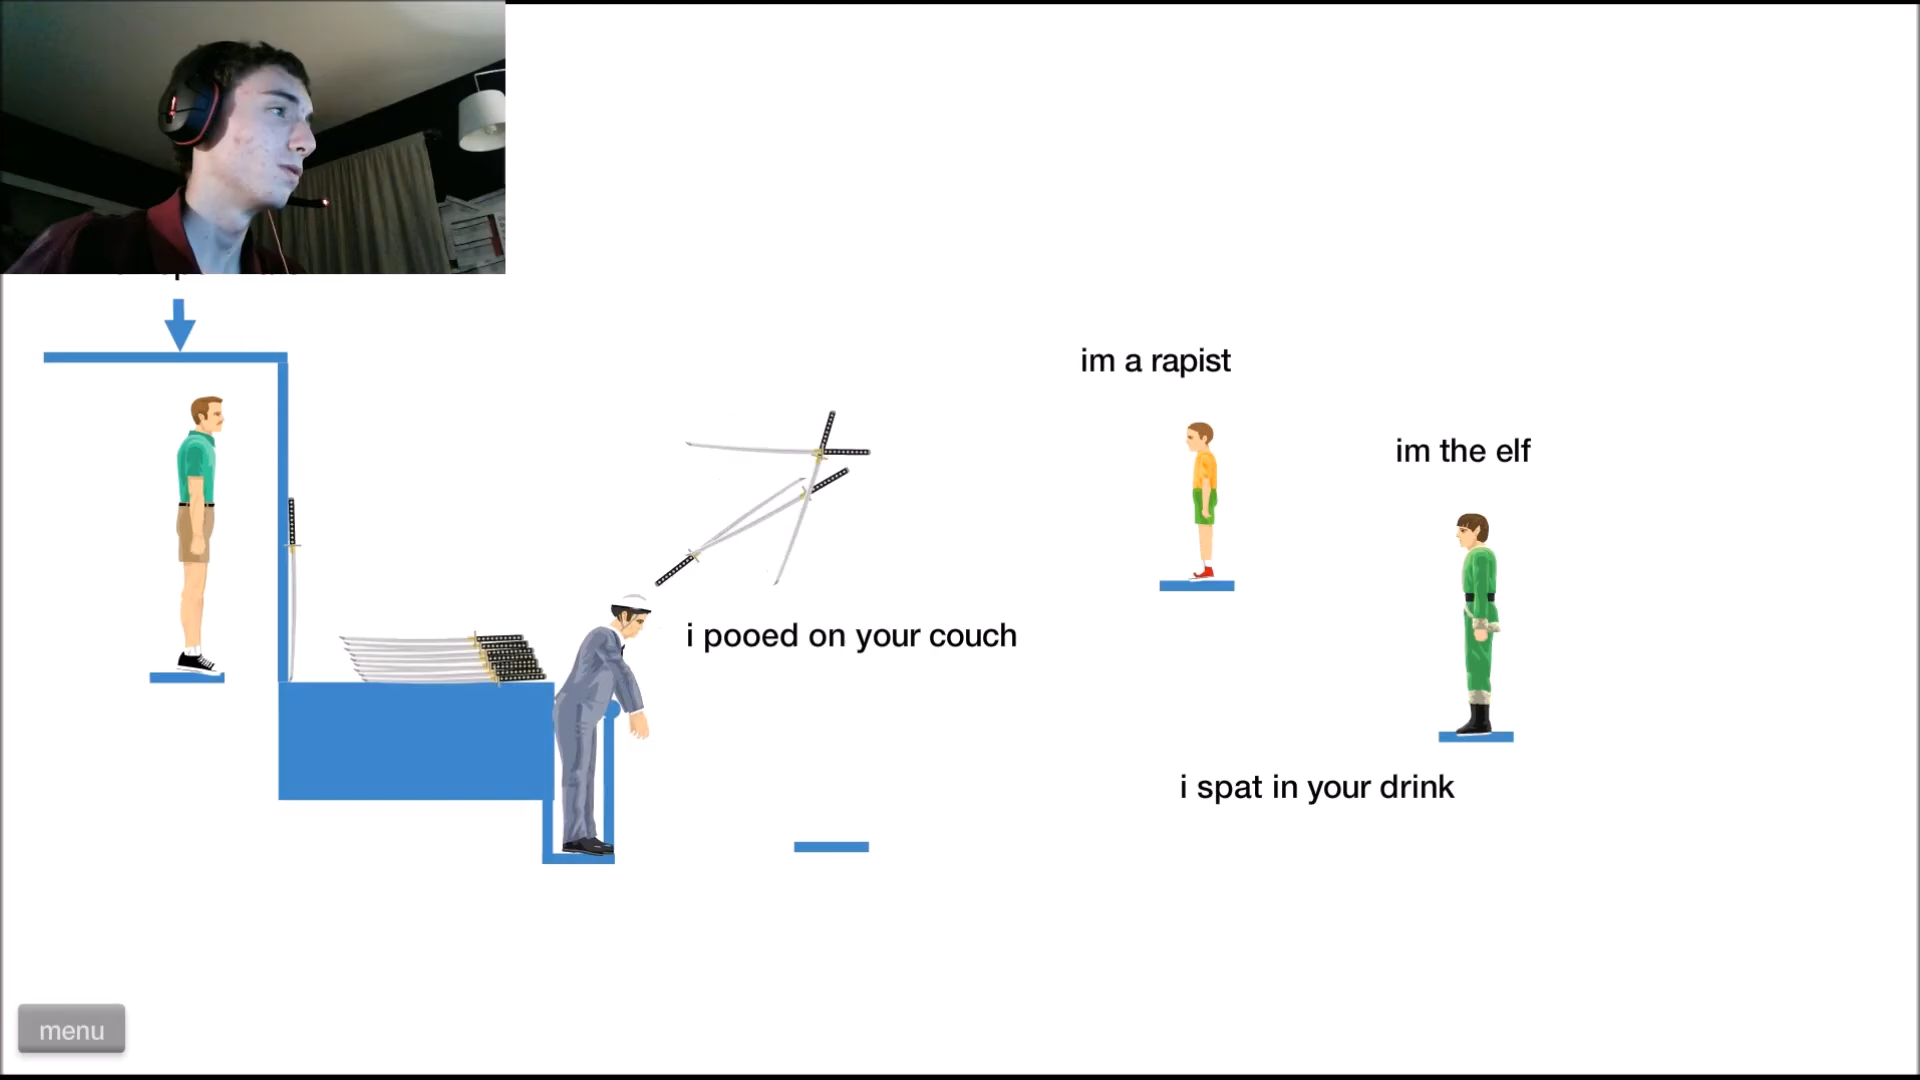 im a rapist
im the elf
i pooed on your couch
i spat in your drink
menu